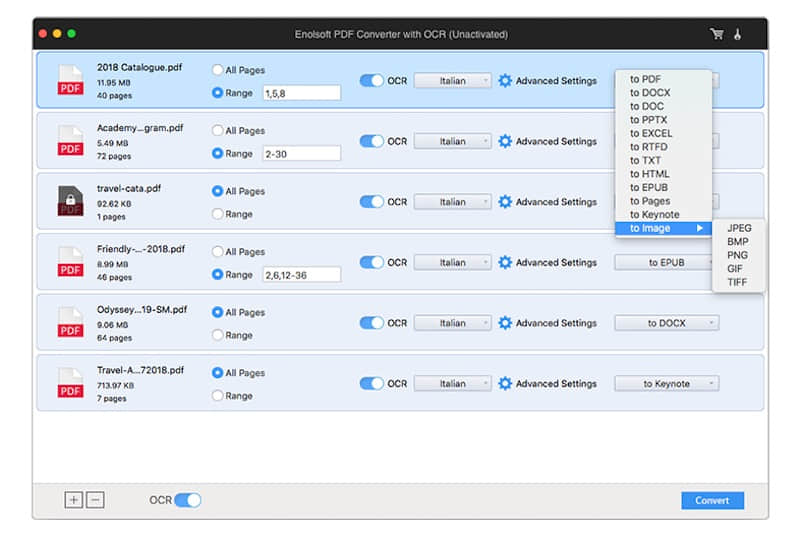 Enolsoft PDF Converter with OCR (Unactivated)
2018 Catalogue.pdf
11.95 MB
40 pages
PDF
All Pages
Range 1,5,8
OCR Italian Advanced Settings
Academy...gram.pdf
5.49 MB
72 pages
PDF
All Pages
Range 2-30
OCR Italian Advanced Settings
travel-cata.pdf
92.62 KB
1 pages
PDF
All Pages
Range
OCR Italian Advanced Settings
Friendly-...-2018.pdf
8.99 MB
46 pages
PDF
All Pages
Range 2,6,12-36
OCR Italian Advanced Settings to EPUB
Odyssey...19-SM.pdf
9.06 MB
64 pages
PDF
All Pages
Range
OCR Italian Advanced Settings to DOCX
Travel-A...72018.pdf
713.97 KB
7 pages
PDF
All Pages
Range
OCR Italian Advanced Settings to Keynote
to PDF
to DOCX
to DOC
to PPTX
to EXCEL
to RTFD
to TXT
to HTML
to EPUB
to Pages
to Keynote
to Image
JPEG
BMP
PNG
GIF
TIFF
OCR
Convert